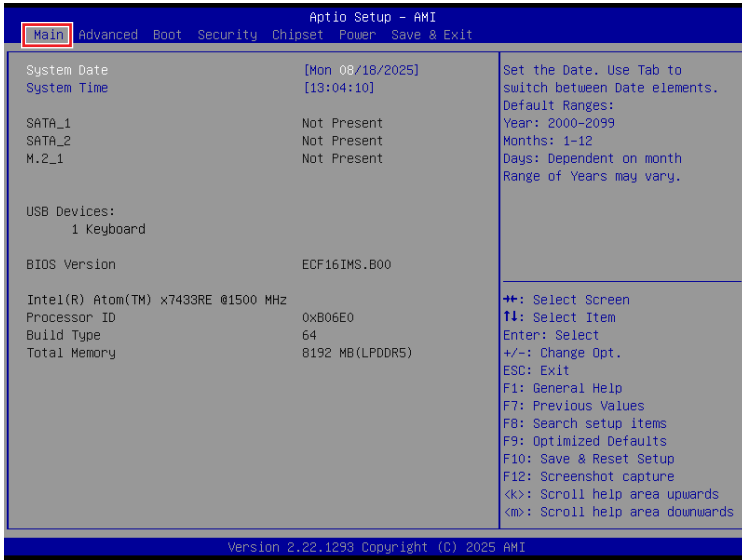 Aptio Setup – AMI
Main Advanced Boot Security Chipset Power Save & Exit
System Date [Mon 08/18/2025]
System Time [13:04:10]
SATA_1 Not Present
SATA_2 Not Present
M.2_1 Not Present
USB Devices:
1 Keyboard
BIOS Version ECF16IMS.B00
Intel(R) Atom(TM) x7433RE @1500 MHz
Processor ID 0xB06E0
Build Type 64
Total Memory 8192 MB(LPDDR5)
Set the Date. Use Tab to
switch between Date elements.
Default Ranges:
Year: 2000-2099
Months: 1-12
Days: Dependent on month
Range of Years may vary.
→←: Select Screen
↑↓: Select Item
Enter: Select
+/-: Change Opt.
ESC: Exit
F1: General Help
F7: Previous Values
F8: Search setup items
F9: Optimized Defaults
F10: Save & Reset Setup
F12: Screenshot capture
<k>: Scroll help area upwards
<m>: Scroll help area downwards
Version 2.22.1293 Copyright (C) 2025 AMI